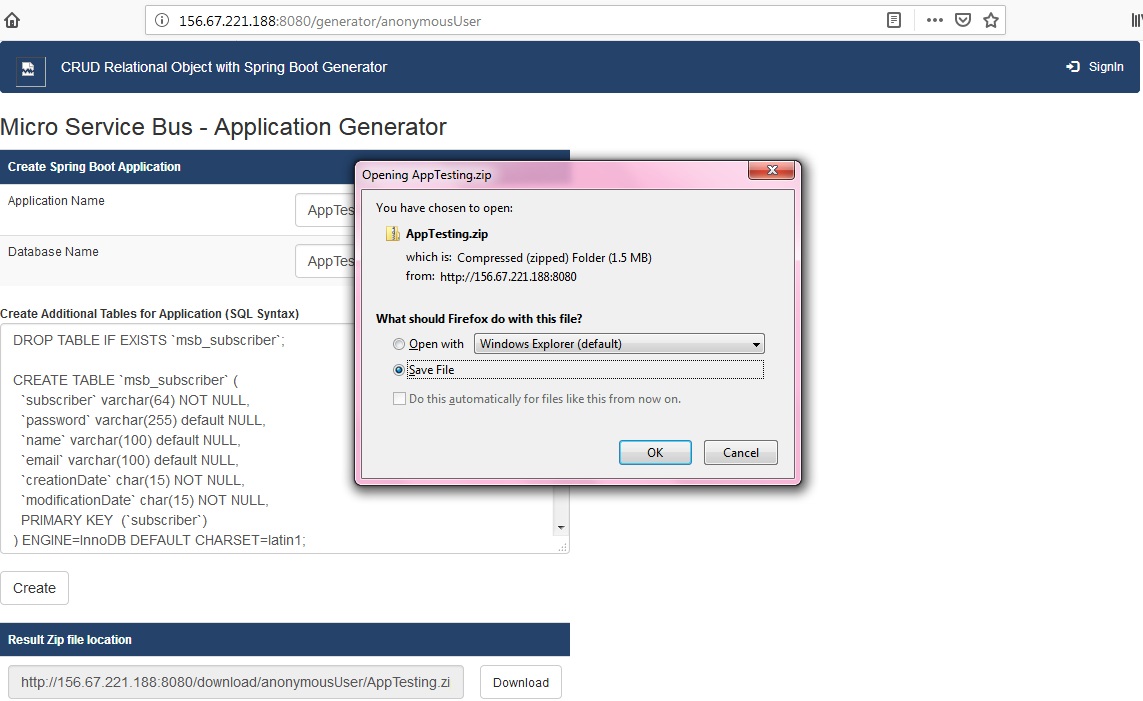 156.67.221.188:8080/generator/anonymousUser
CRUD Relational Object with Spring Boot Generator
SignIn
Micro Service Bus - Application Generator
Create Spring Boot Application
Application Name
AppTes
Database Name
AppTes
Create Additional Tables for Application (SQL Syntax)
DROP TABLE IF EXISTS `msb_subscriber`;
CREATE TABLE `msb_subscriber` (
`subscriber` varchar(64) NOT NULL,
`password` varchar(255) default NULL,
`name` varchar(100) default NULL,
`email` varchar(100) default NULL,
`creationDate` char(15) NOT NULL,
`modificationDate` char(15) NOT NULL,
PRIMARY KEY  (`subscriber`)
) ENGINE=InnoDB DEFAULT CHARSET=latin1;
Create
Result Zip file location
http://156.67.221.188:8080/download/anonymousUser/AppTesting.zi
Download
Opening AppTesting.zip
You have chosen to open:
AppTesting.zip
which is: Compressed (zipped) Folder (1.5 MB)
from: http://156.67.221.188:8080
What should Firefox do with this file?
Open with Windows Explorer (default)
Save File
Do this automatically for files like this from now on.
OK Cancel